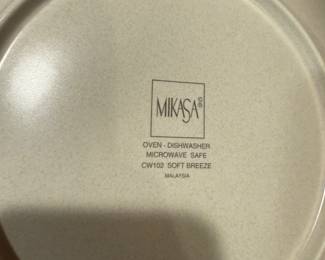 MIKASA
OVEN - DISHWASHER
MICROWAVE SAFE
CW102 SOFT BREEZE
MALAYSIA